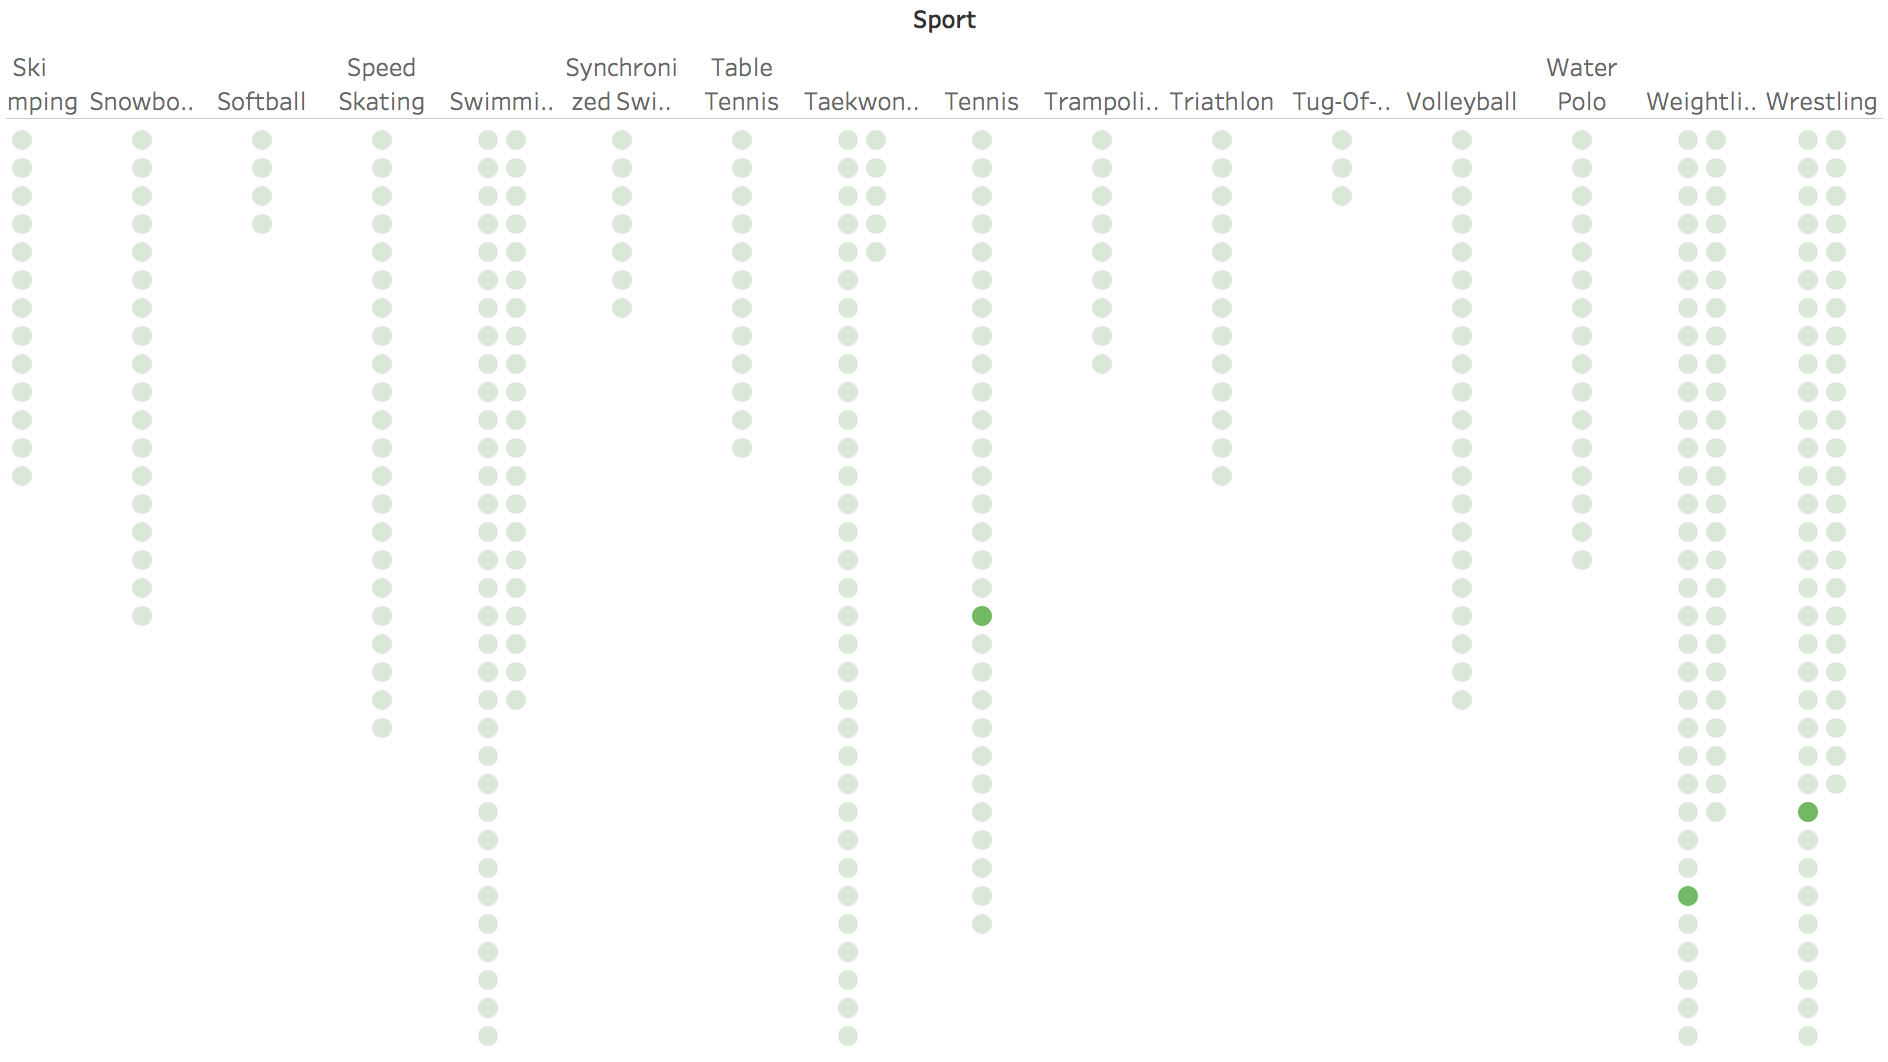 Sport
Ski Speed Synchroni Table Water
mping Snowbo.. Softball Skating Swimmi.. zed Swi.. Tennis Taekwon.. Tennis Trampoli.. Triathlon Tug-Of-.. Volleyball Polo Weightli.. Wrestling